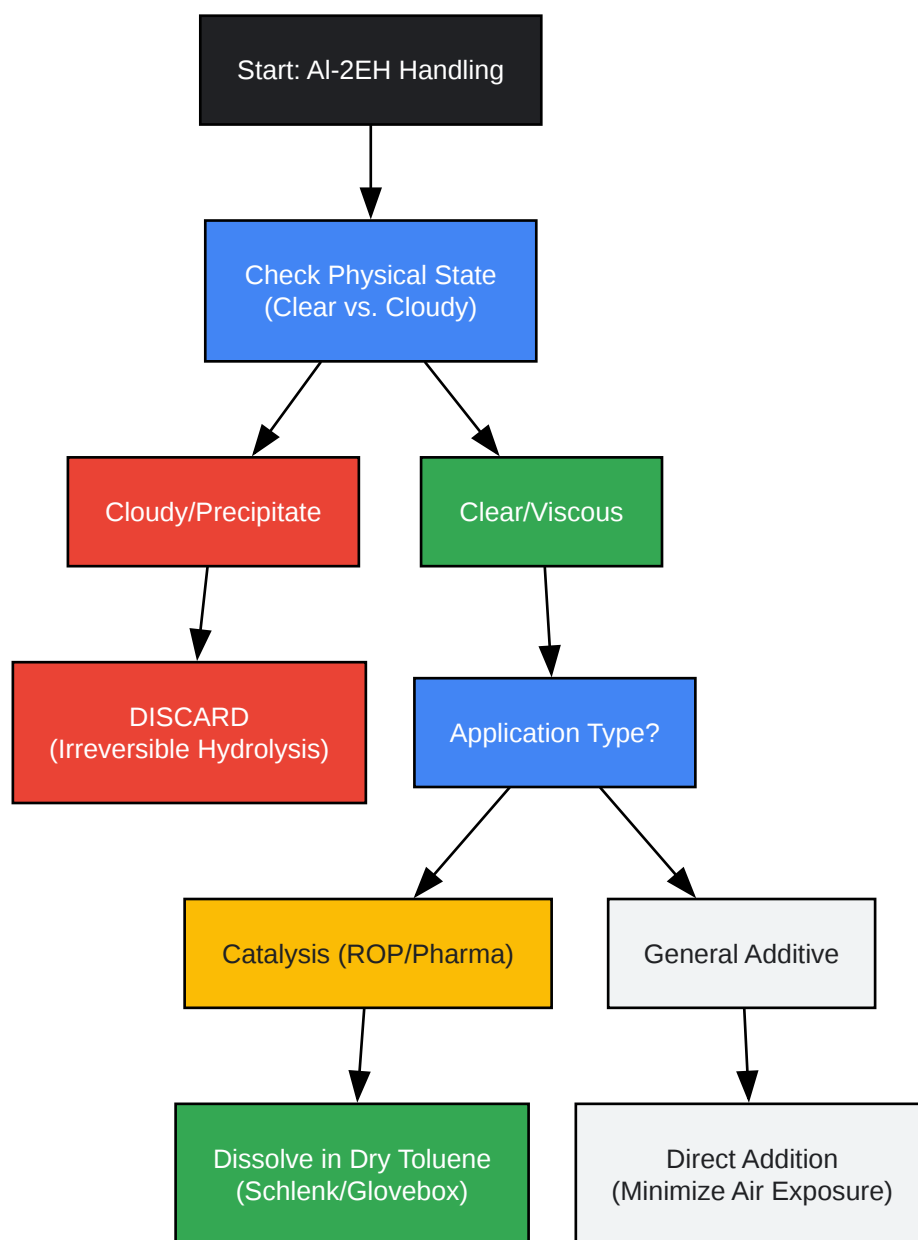 Start: Al-2EH Handling
Check Physical State
(Clear vs. Cloudy)
Cloudy/Precipitate
Clear/Viscous
DISCARD
(Irreversible Hydrolysis)
Application Type?
Catalysis (ROP/Pharma)
General Additive
Dissolve in Dry Toluene
(Schlenk/Glovebox)
Direct Addition
(Minimize Air Exposure)